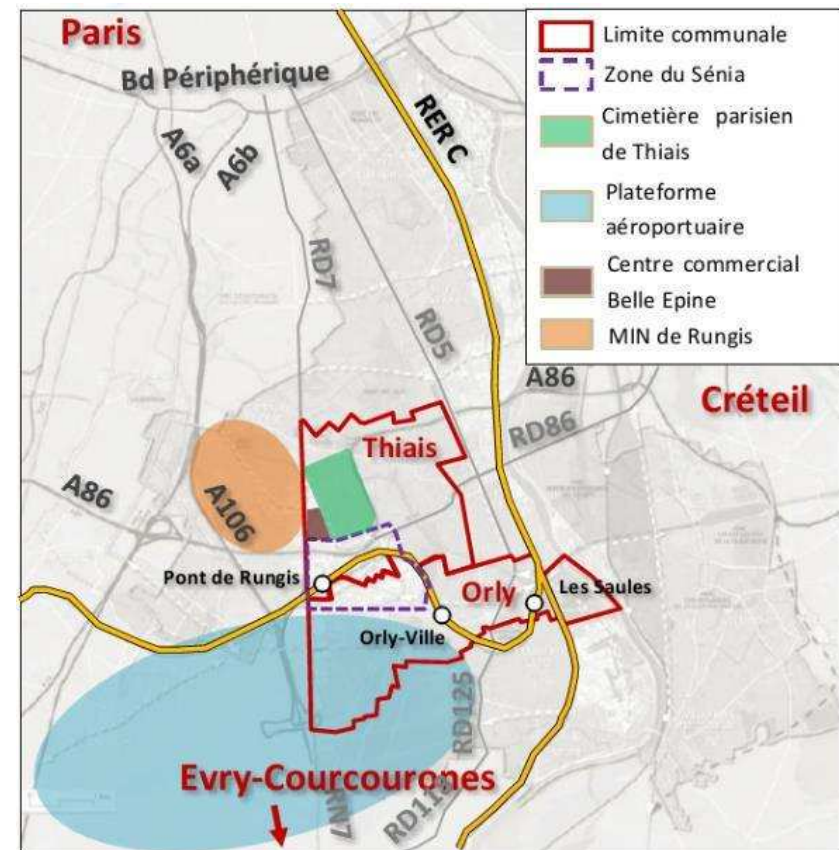 Paris
Bd Périphérique
A6a
A6b
RER C
RD7
RD5
A86
RD86
Créteil
Thiais
A86
A106
Pont de Rungis
Orly
Les Saules
Orly-Ville
RD125
Evry-Courcourones
RN7
Limite communale
Zone du Sénia
Cimetière parisien
de Thiais
Plateforme
aéroportuaire
Centre commercial
Belle Epine
MIN de Rungis